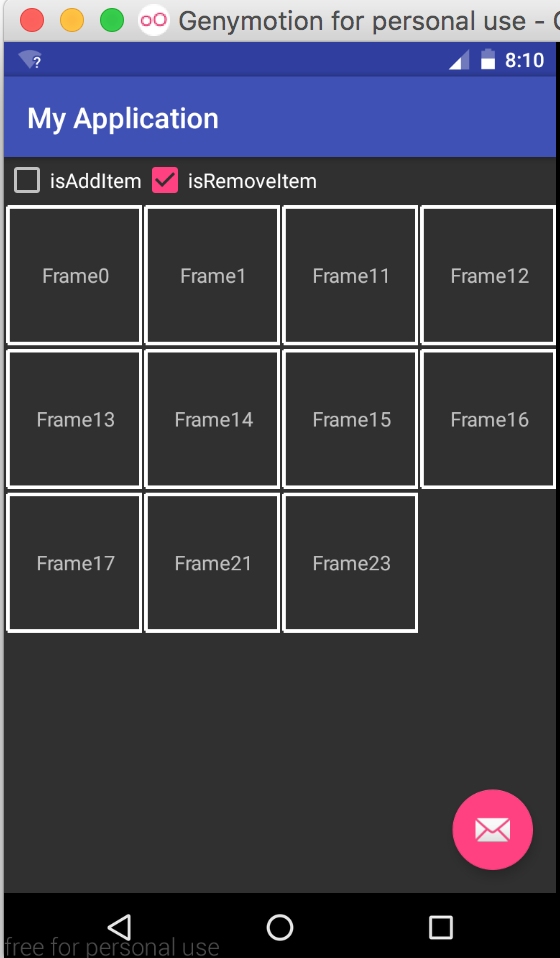 Genymotion for personal use -
8:10
My Application
isAddItem isRemoveItem
Frame0 Frame1 Frame11 Frame12
Frame13 Frame14 Frame15 Frame16
Frame17 Frame21 Frame23
free for personal use